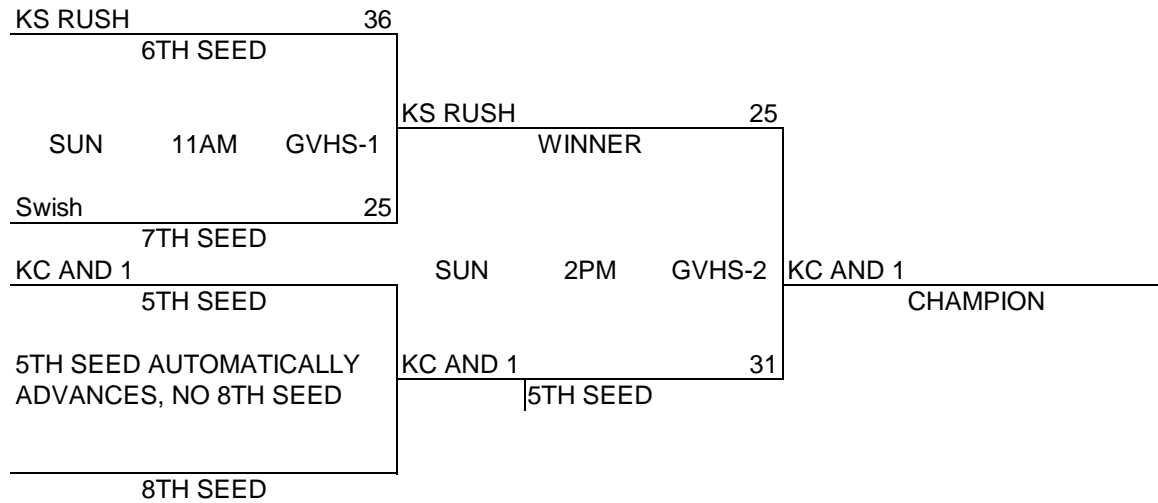 KS RUSH 36
6TH SEED
KS RUSH 25
SUN 11AM GVHS-1
WINNER
Swish 25
7TH SEED
KC AND 1
SUN 2PM GVHS-2
KC AND 1
5TH SEED
CHAMPION
5TH SEED AUTOMATICALLY
ADVANCES, NO 8TH SEED
KC AND 1 31
5TH SEED
8TH SEED